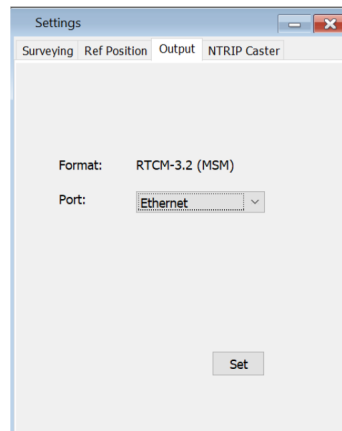 Settings
Surveying Ref Position Output NTRIP Caster
Format: RTCM-3.2 (MSM)
Port: Ethernet
Set